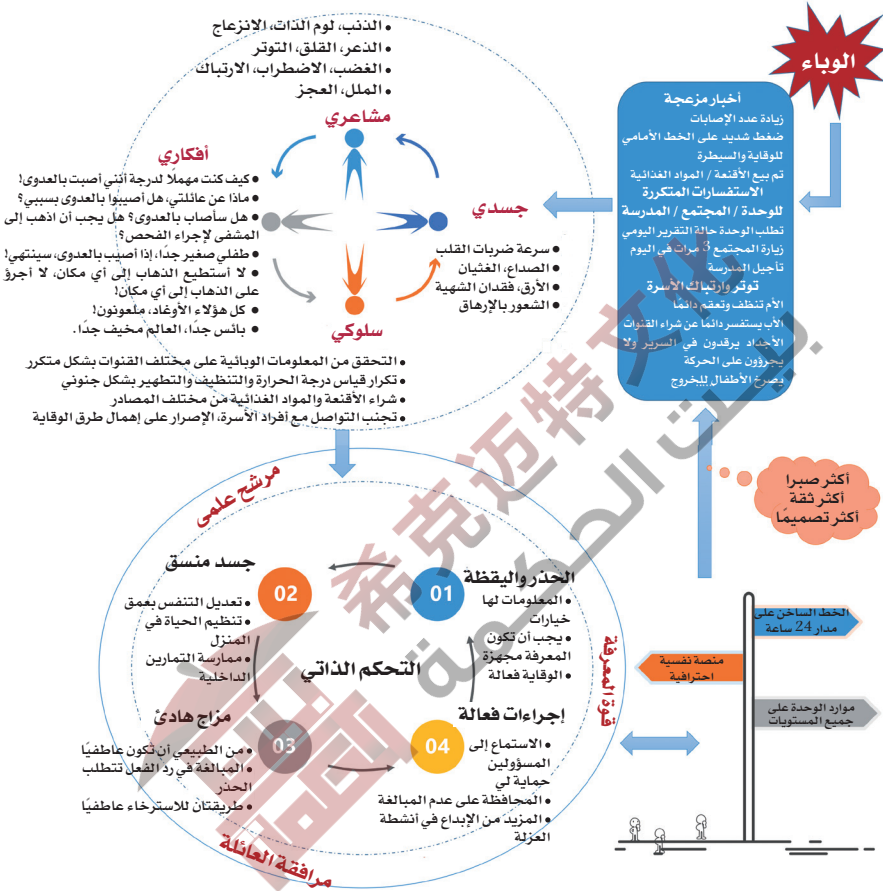 الوباء
أخبار مزعجة
زيادة عدد الإصابات
ضغط شديد على الخط الأمامي
للوقاية والسيطرة
تم بيع الأقنعة / المواد الغذائية
الاستفسارات المتكررة
للوحدة / المجتمع / المدرسة
تطلب الوحدة حالة التقرير اليومي
زيارة المجتمع 3 مرات في اليوم
تأجيل المدرسة
توتر وارتباك الأسرة
الأم تنظف وتعقم دائمًا
الأب يستفسر دائما عن شراء القنوات
الأجداد يرقدون في السرير ولا
يجرؤون على الحركة
يصرخ الأطفال للخروج
• الذنب، لوم الذات، الانزعاج
• الذعر، القلق، التوتر
• الغضب، الاضطراب، الارتباك
• الملل، العجز
مشاعري
جسدي
• سرعة ضربات القلب
• الصداع، الغثيان
• الأرق، فقدان الشهية
• الشعور بالإرهاق
أفكاري
• كيف كنت مهملًا لدرجة أنني أصبت بالعدوى!
• ماذا عن عائلتي، هل أصيبوا بالعدوى بسببي؟
• هل سأصاب بالعدوى؟ هل يجب أن اذهب إلى
المشفى لإجراء الفحص؟
• طفلي صغير جدًا، إذا أصيب بالعدوى، سينتهي!
• لا أستطيع الذهاب إلى أي مكان، لا أجرؤ
على الذهاب إلى أي مكان!
• كل هؤلاء الأوغاد، ملعونون!
• بائس جدًا، العالم مخيف جدًا.
سلوكي
• التحقق من المعلومات الوبائية على مختلف القنوات بشكل متكرر
• تكرار قياس درجة الحرارة والتنظيف والتطهير بشكل جنوني
• شراء الأقنعة والمواد الغذائية من مختلف المصادر
• تجنب التواصل مع أفراد الأسرة، الإصرار على إهمال طرق الوقاية
مرشح علمى
قوة المعرفة
مرافقة العائلة
التحكم الذاتي
01
الحذر واليقظة
• المعلومات لها
خيارات
• يجب أن تكون
المعرفة مجهزة
• الوقاية فعالة
02
جسد منسق
• تعديل التنفس بعمق
• تنظيم الحياة في
المنزل
• ممارسة التمارين
الداخلية
03
مزاج هادئ
• من الطبيعي أن تكون عاطفيًا
• المبالغة في رد الفعل تتطلب
الحذر
• طريقتان للاسترخاء عاطفيًا
04
إجراءات فعالة
• الاستماع إلى
المسؤولين
حماية لي
• المحافظة على عدم المبالغة
• المزيد من الإبداع في أنشطة
العزلة
أكثر صبرا
أكثر ثقة
أكثر تصميمًا
الخط الساخن على
مدار 24 ساعة
منصة نفسية
احترافية
موارد الوحدة على
جميع المستويات
希克迈特文化
بيت الحكمة